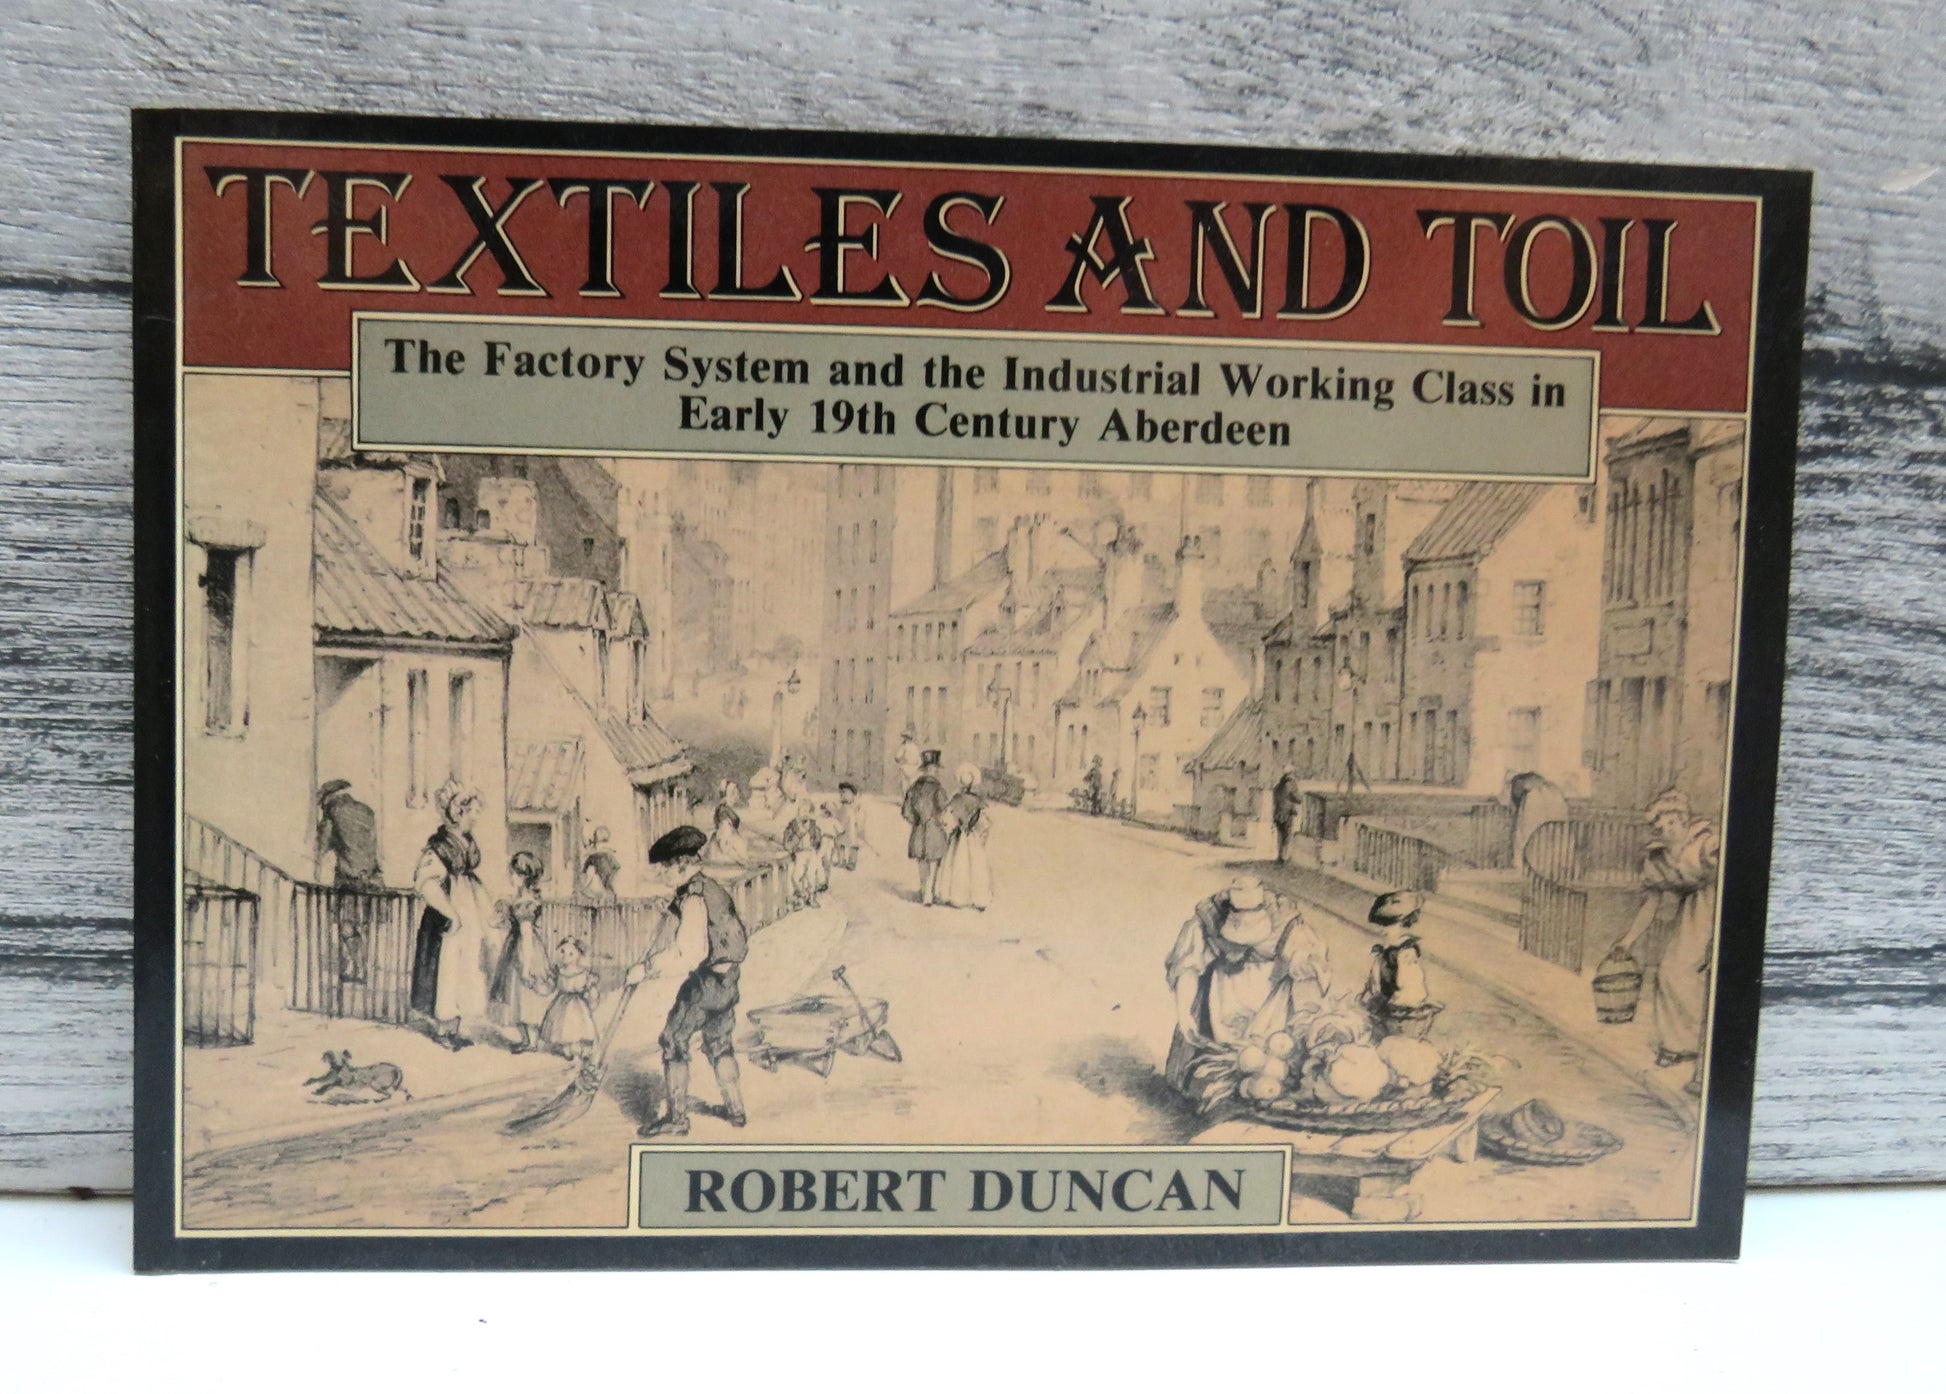 TEXTILES AND TOIL
The Factory System and the Industrial Working Class in
Early 19th Century Aberdeen
ROBERT DUNCAN